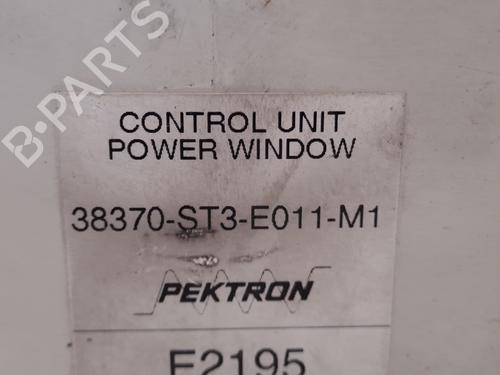 B-PARTS
CONTROL UNIT
POWER WINDOW
38370-ST3-E011-M1
PEKTRON
E2195